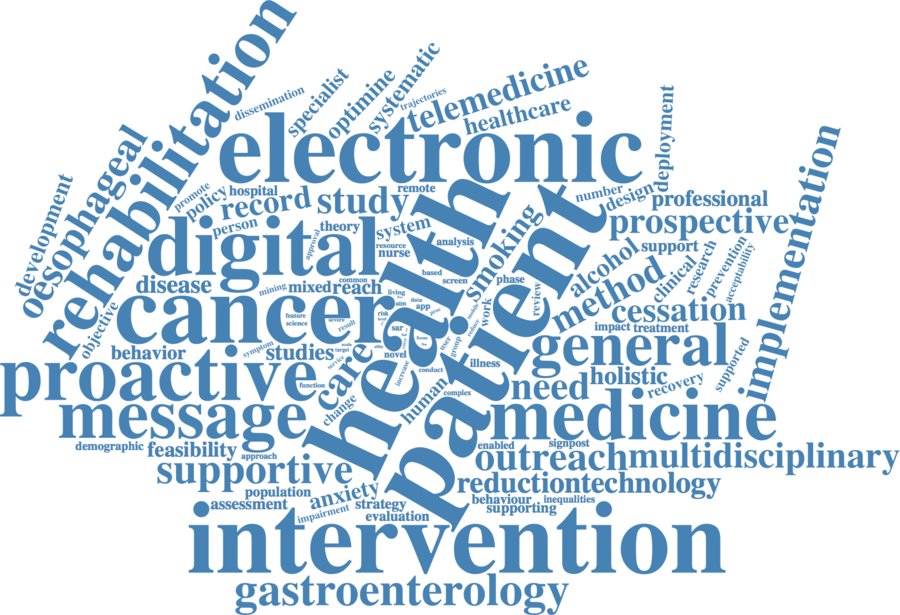 rehabilitation
dissemination
specialist
optimine
systematic
trajectories
telemedicine
healthcare
deployment
implementation
development
oesophageal
electronic
promote
policy
hospital
record
study
remote
person
theory
system
number
design
professional
prospective
digital
approval
resource
nurse
analysis
health
patient
smoking
alcohol
support
clinical
research
prevention
acceptability
disease
mining
common
mixed
reach
living
based
screen
phase
review
method
objective
cancer
feature
science
severe
result
aim
data
app
risk
sar
work
cessation
impact
treatment
behavior
symptom
studies
target
service
care
novel
user
group
reduce
general
supported
proactive
function
increase
conduct
illness
need
holistic
recovery
message
change
human
complex
medicine
demographic
feasibility
approach
enabled
signpost
supportive
outreach
multidisciplinary
population
anxiety
reduction
technology
assessment
impairment
strategy
evaluation
behaviour
supporting
inequalities
intervention
gastroenterology